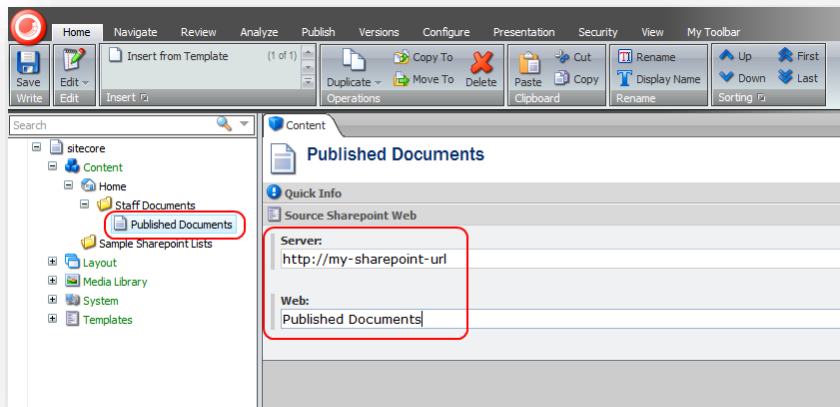 Home Navigate Review Analyze Publish Versions Configure Presentation Security View My Toolbar
Insert from Template (1 of 1) Copy To Cut Rename Up First
Save Edit Duplicate Move To Delete Paste Copy Display Name Down Last
Write Edit Insert Operations Clipboard Rename Sorting
Search
Content
sitecore
Content
Home
Staff Documents
Published Documents
Sample Sharepoint Lists
Layout
Media Library
System
Templates
Published Documents
Quick Info
Source Sharepoint Web
Server:
http://my-sharepoint-url
Web:
Published Documents